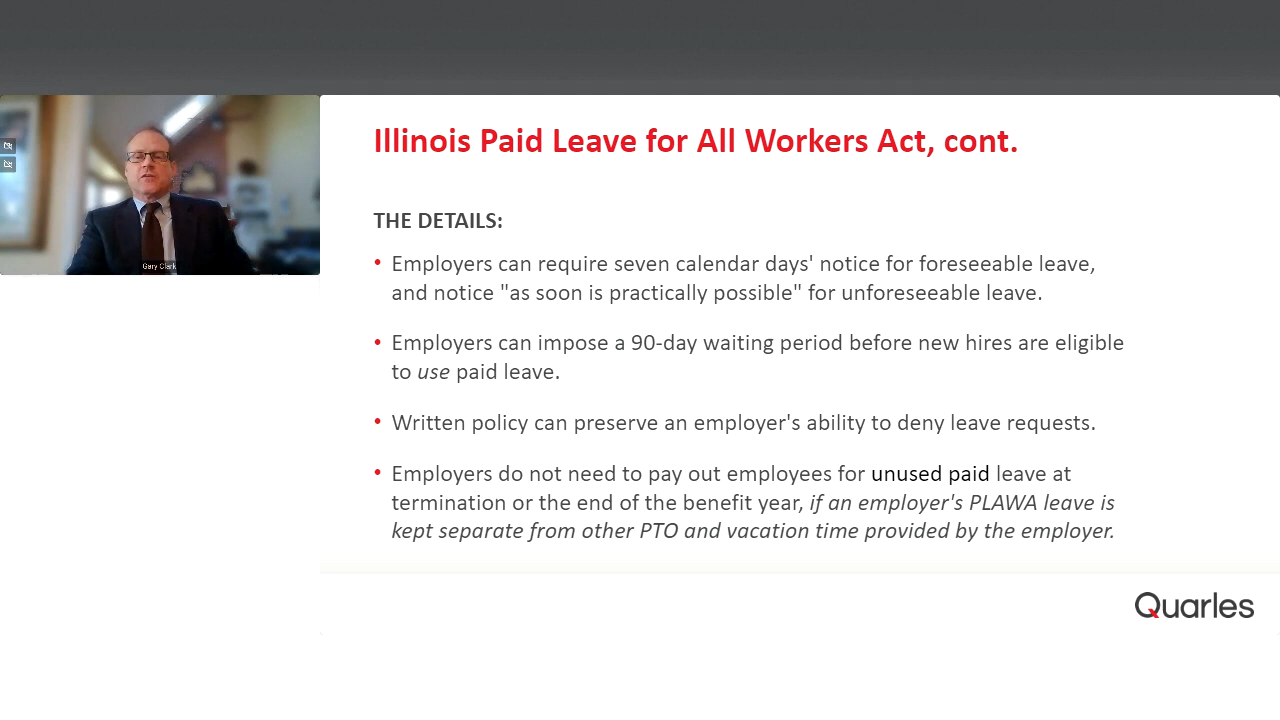 Illinois Paid Leave for All Workers Act, cont.
THE DETAILS:
• Employers can require seven calendar days' notice for foreseeable leave,
and notice "as soon is practically possible" for unforeseeable leave.
• Employers can impose a 90-day waiting period before new hires are eligible
to use paid leave.
• Written policy can preserve an employer's ability to deny leave requests.
• Employers do not need to pay out employees for unused paid leave at
termination or the end of the benefit year, if an employer's PLAWA leave is
kept separate from other PTO and vacation time provided by the employer.
Gary Clark
Quarles